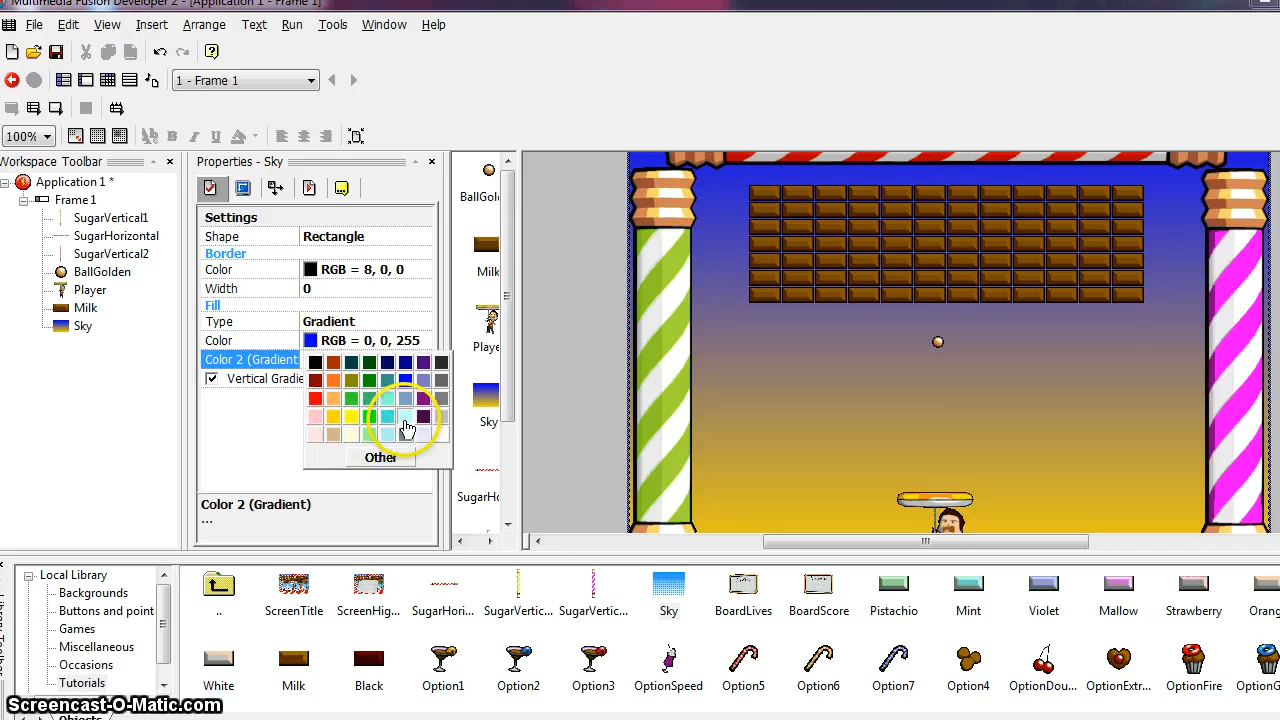 Multimedia Fusion Developer 2 - [Application 1 - Frame 1]
File Edit View Insert Arrange Text Run Tools Window Help
1 - Frame 1
100%
Workspace Toolbar
Application 1 *
Frame 1
SugarVertical1
SugarHorizontal
SugarVertical2
BallGolden
Player
Milk
Sky
Properties - Sky
Settings
Shape Rectangle
Border
Color RGB = 8, 0, 0
Width 0
Fill
Type Gradient
Color RGB = 0, 0, 255
Color 2 (Gradient
Vertical Gradie
Other
Color 2 (Gradient)
...
BallGol
Milk
Playe
Sky
SugarHo
Local Library
Backgrounds
Buttons and point
Games
Miscellaneous
Occasions
Tutorials
.. ScreenTitle ScreenHig... SugarHori... SugarVertic... SugarVertic... Sky BoardLives BoardScore Pistachio Mint Violet Mallow Strawberry Oran
White Milk Black Option1 Option2 Option3 OptionSpeed Option5 Option6 Option7 Option4 OptionDou... OptionExtr... OptionFire OptionG
Objects
Screencast-O-Matic.com